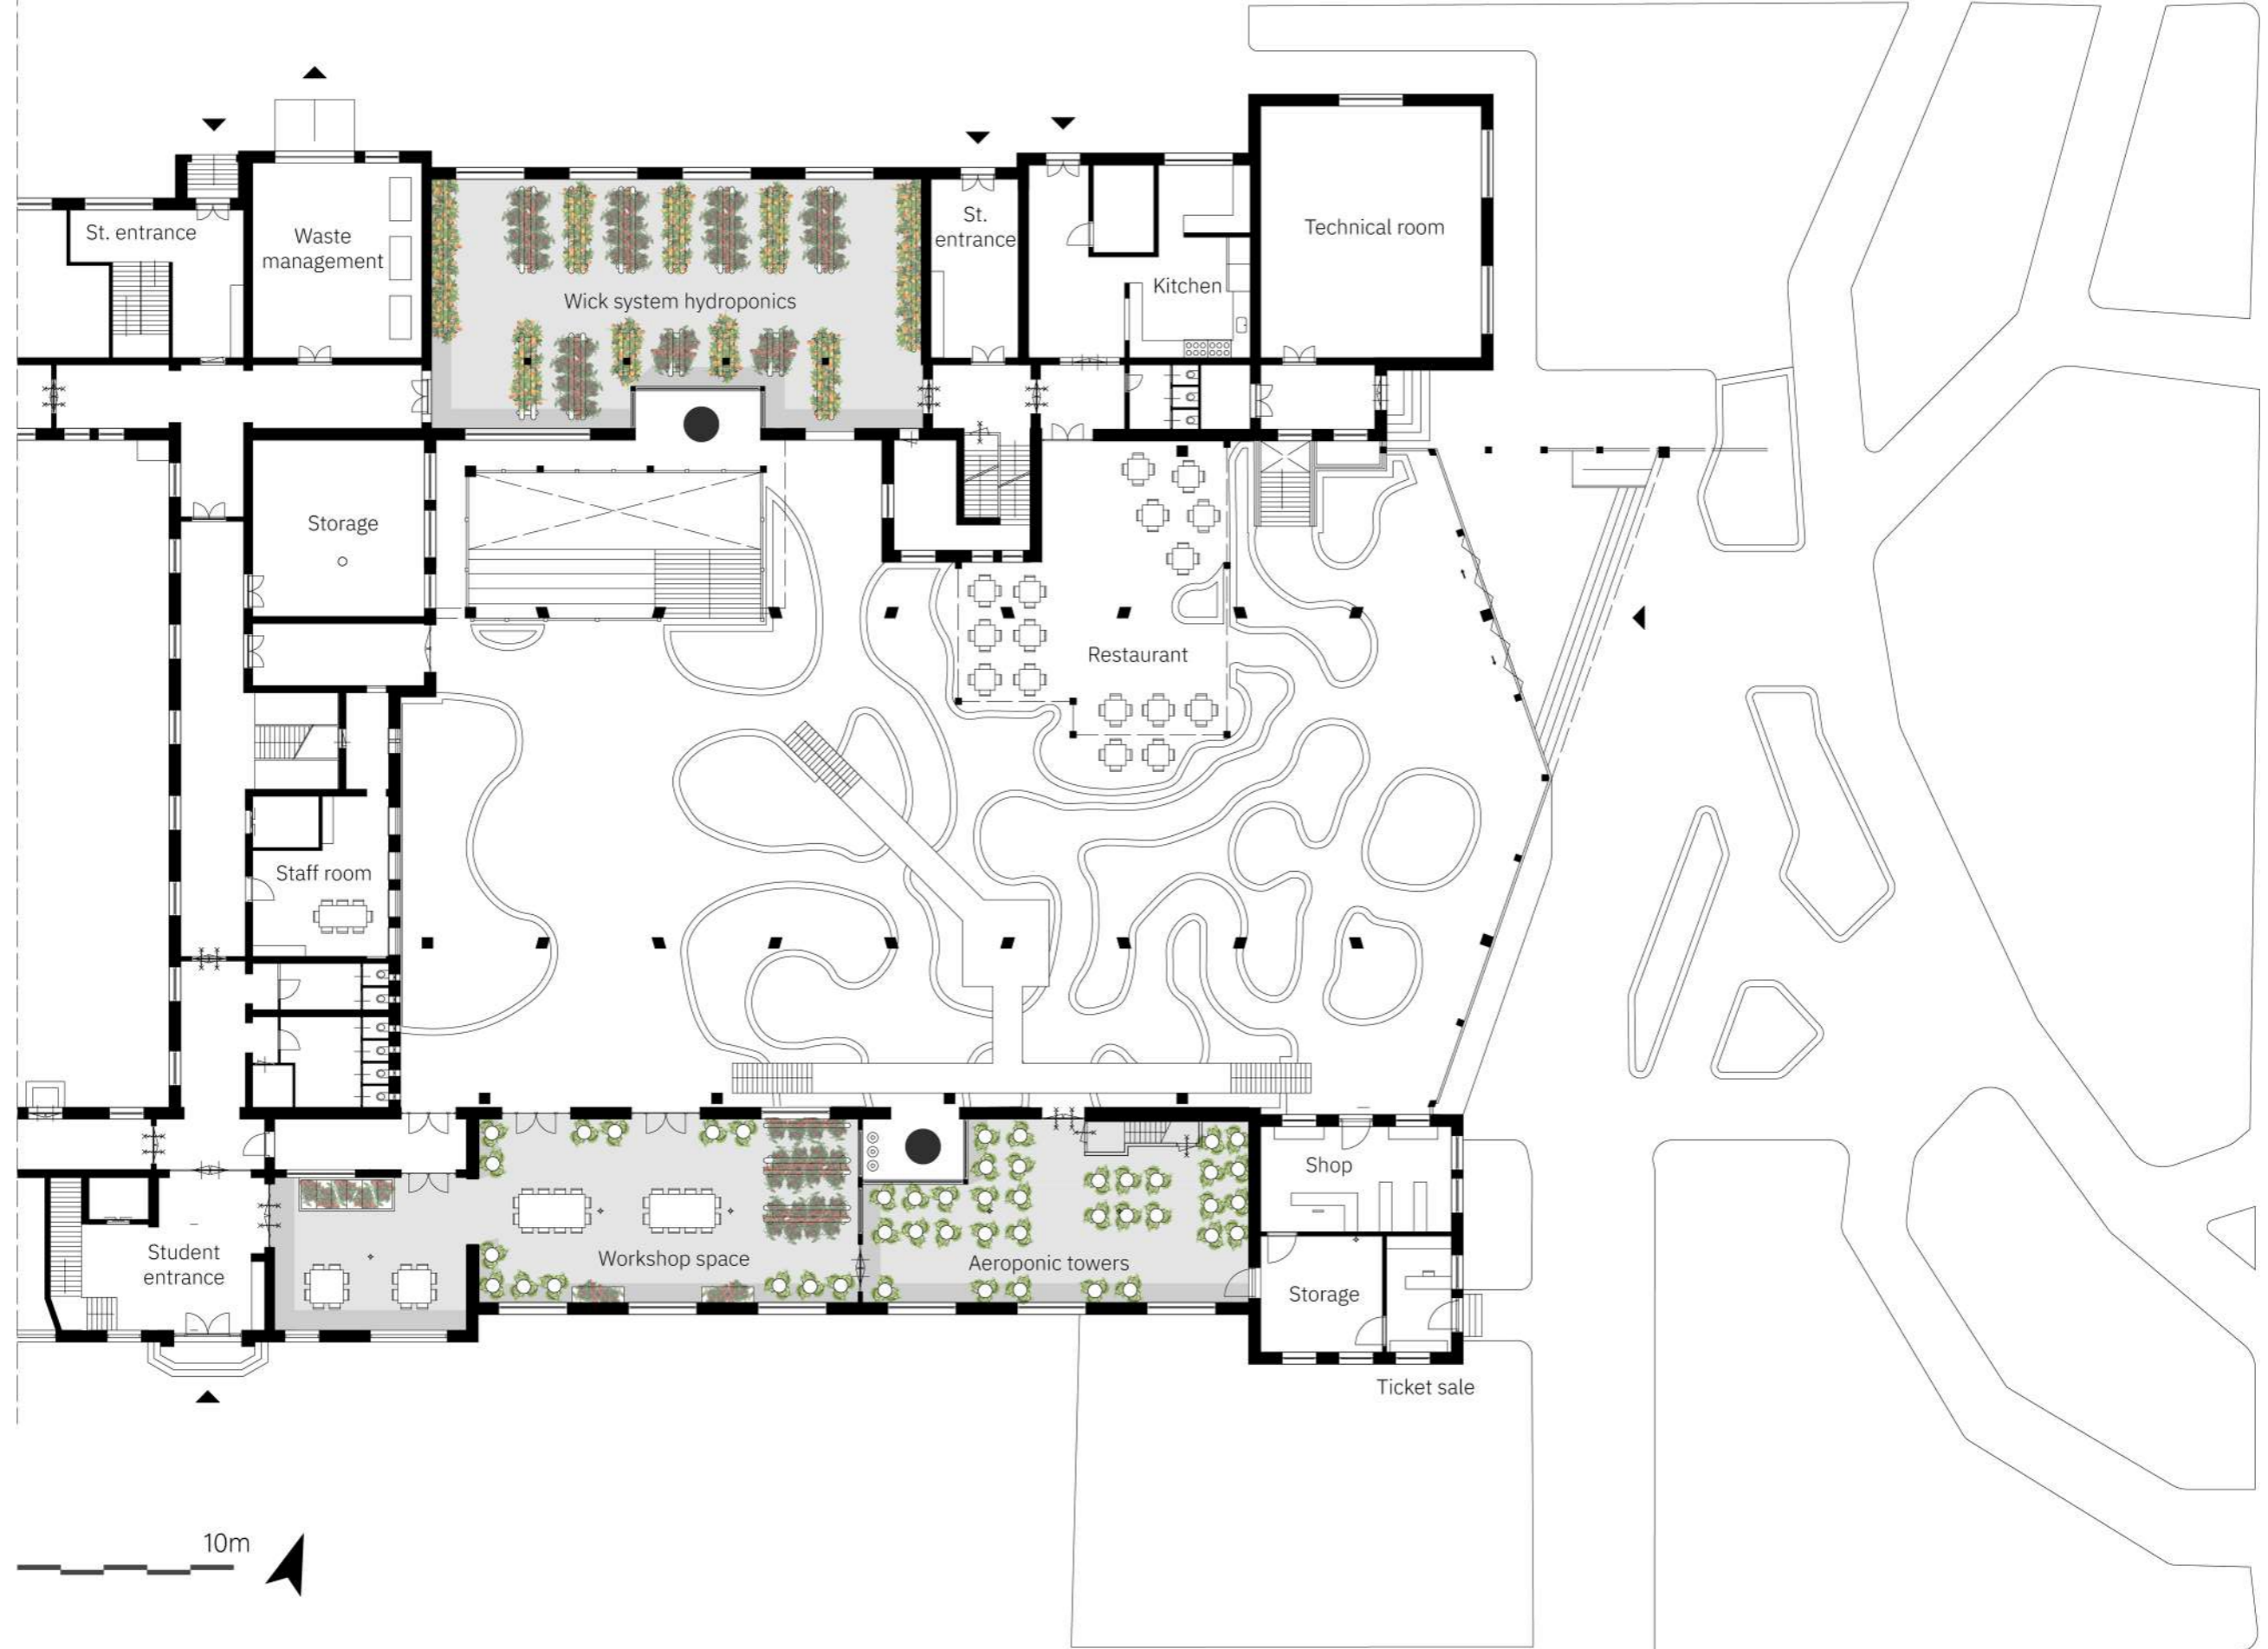 St. entrance
Waste
management
Wick system hydroponics
St.
entrance
Kitchen
Technical room
Storage
Restaurant
Staff room
Student
entrance
Workshop space
Aeroponic towers
Shop
Storage
Ticket sale
10m